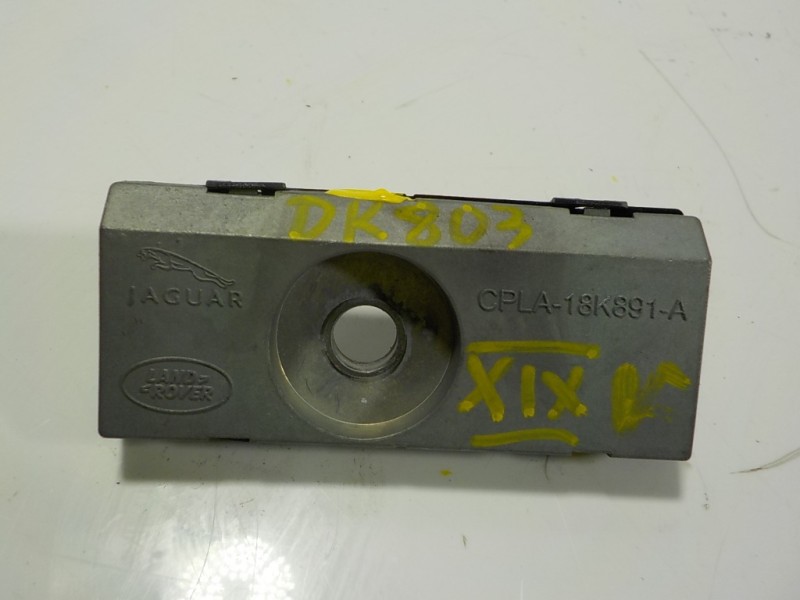 DK803
JAGUAR
CPLA-18K891-A
LAND
ROVER
XIX